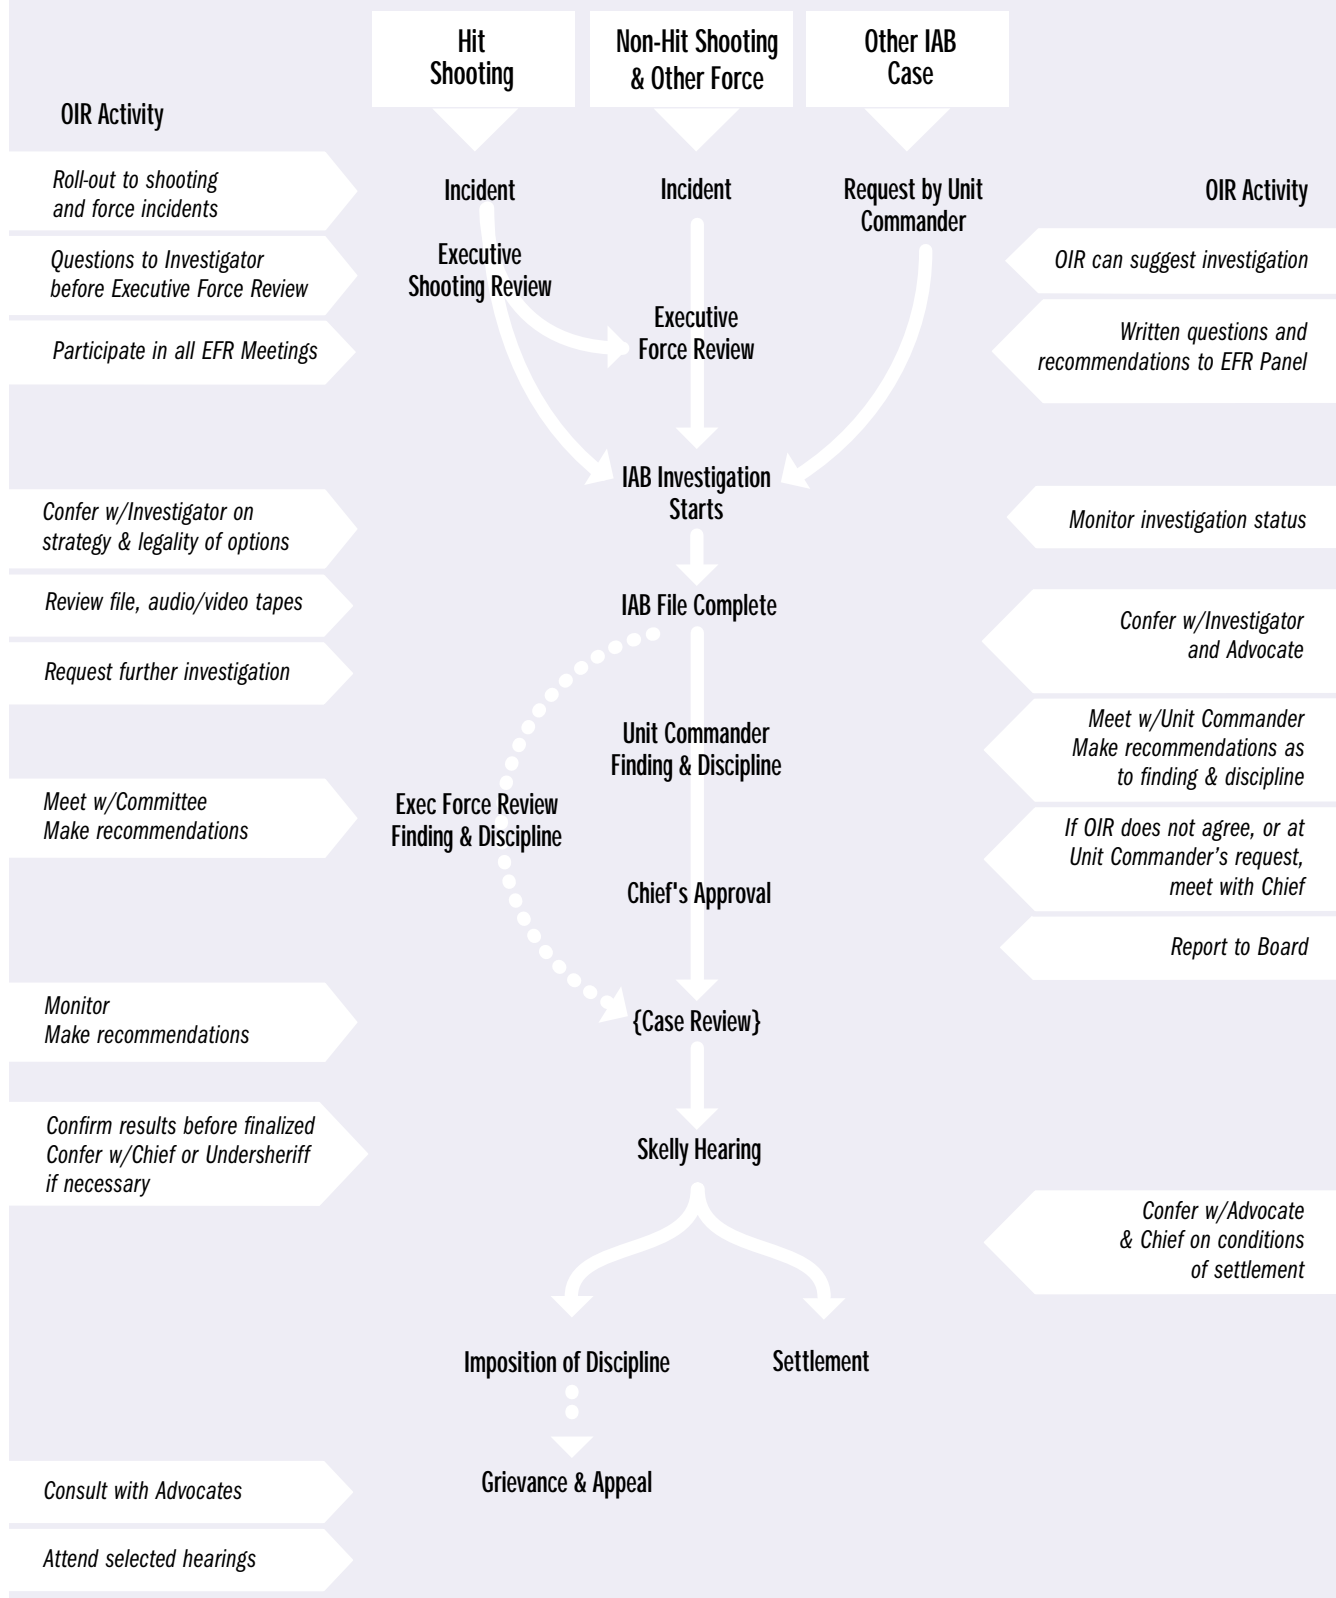 Hit
Shooting
Non-Hit Shooting
& Other Force
Other IAB
Case
OIR Activity
Roll-out to shooting
and force incidents
Questions to Investigator
before Executive Force Review
Participate in all EFR Meetings
Confer w/Investigator on
strategy & legality of options
Review file, audio/video tapes
Request further investigation
Meet w/Committee
Make recommendations
Monitor
Make recommendations
Confirm results before finalized
Confer w/Chief or Undersheriff
if necessary
Consult with Advocates
Attend selected hearings
Incident
Executive
Shooting Review
Incident
Executive
Force Review
Request by Unit
Commander
IAB Investigation
Starts
IAB File Complete
Unit Commander
Finding & Discipline
Exec Force Review
Finding & Discipline
Chief's Approval
{Case Review}
Skelly Hearing
Imposition of Discipline
Settlement
Grievance & Appeal
OIR Activity
OIR can suggest investigation
Written questions and
recommendations to EFR Panel
Monitor investigation status
Confer w/Investigator
and Advocate
Meet w/Unit Commander
Make recommendations as
to finding & discipline
If OIR does not agree, or at
Unit Commander’s request,
meet with Chief
Report to Board
Confer w/Advocate
& Chief on conditions
of settlement